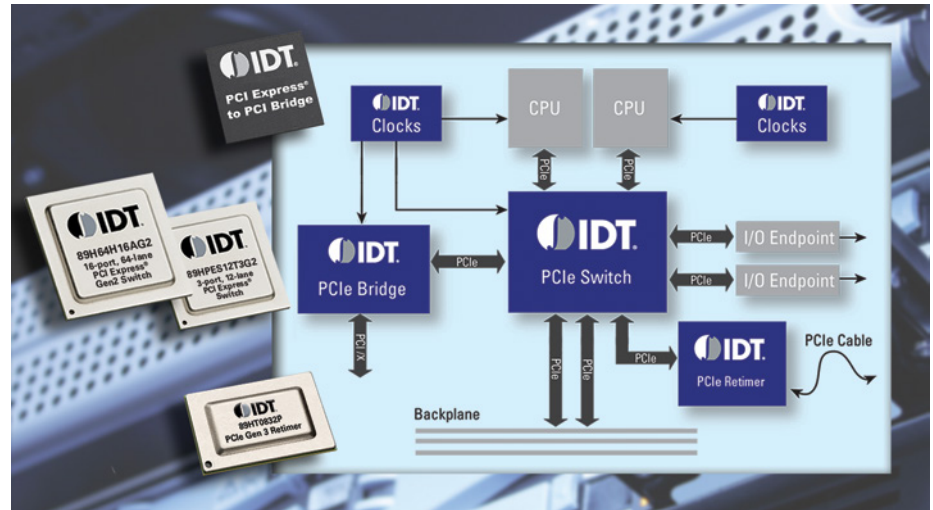 IDT.
PCI Express®
to PCI Bridge
IDT.
Clocks
CPU
CPU
IDT.
Clocks
PCIe
PCIe
IDT.
89H64H16AG2
16-port, 64-lane
PCI Express®
Gen2 Switch
IDT.
89HPES12T3G2
3-port, 12-lane
PCI Express®
Switch
IDT.
PCIe Bridge
PCIe
IDT.
PCIe Switch
PCIe
I/O Endpoint
PCIe
I/O Endpoint
PCI/X
PCIe
PCIe
PCIe
IDT.
PCIe Retimer
PCIe Cable
Backplane
IDT.
89HT0832P
PCIe Gen 3 Retimer